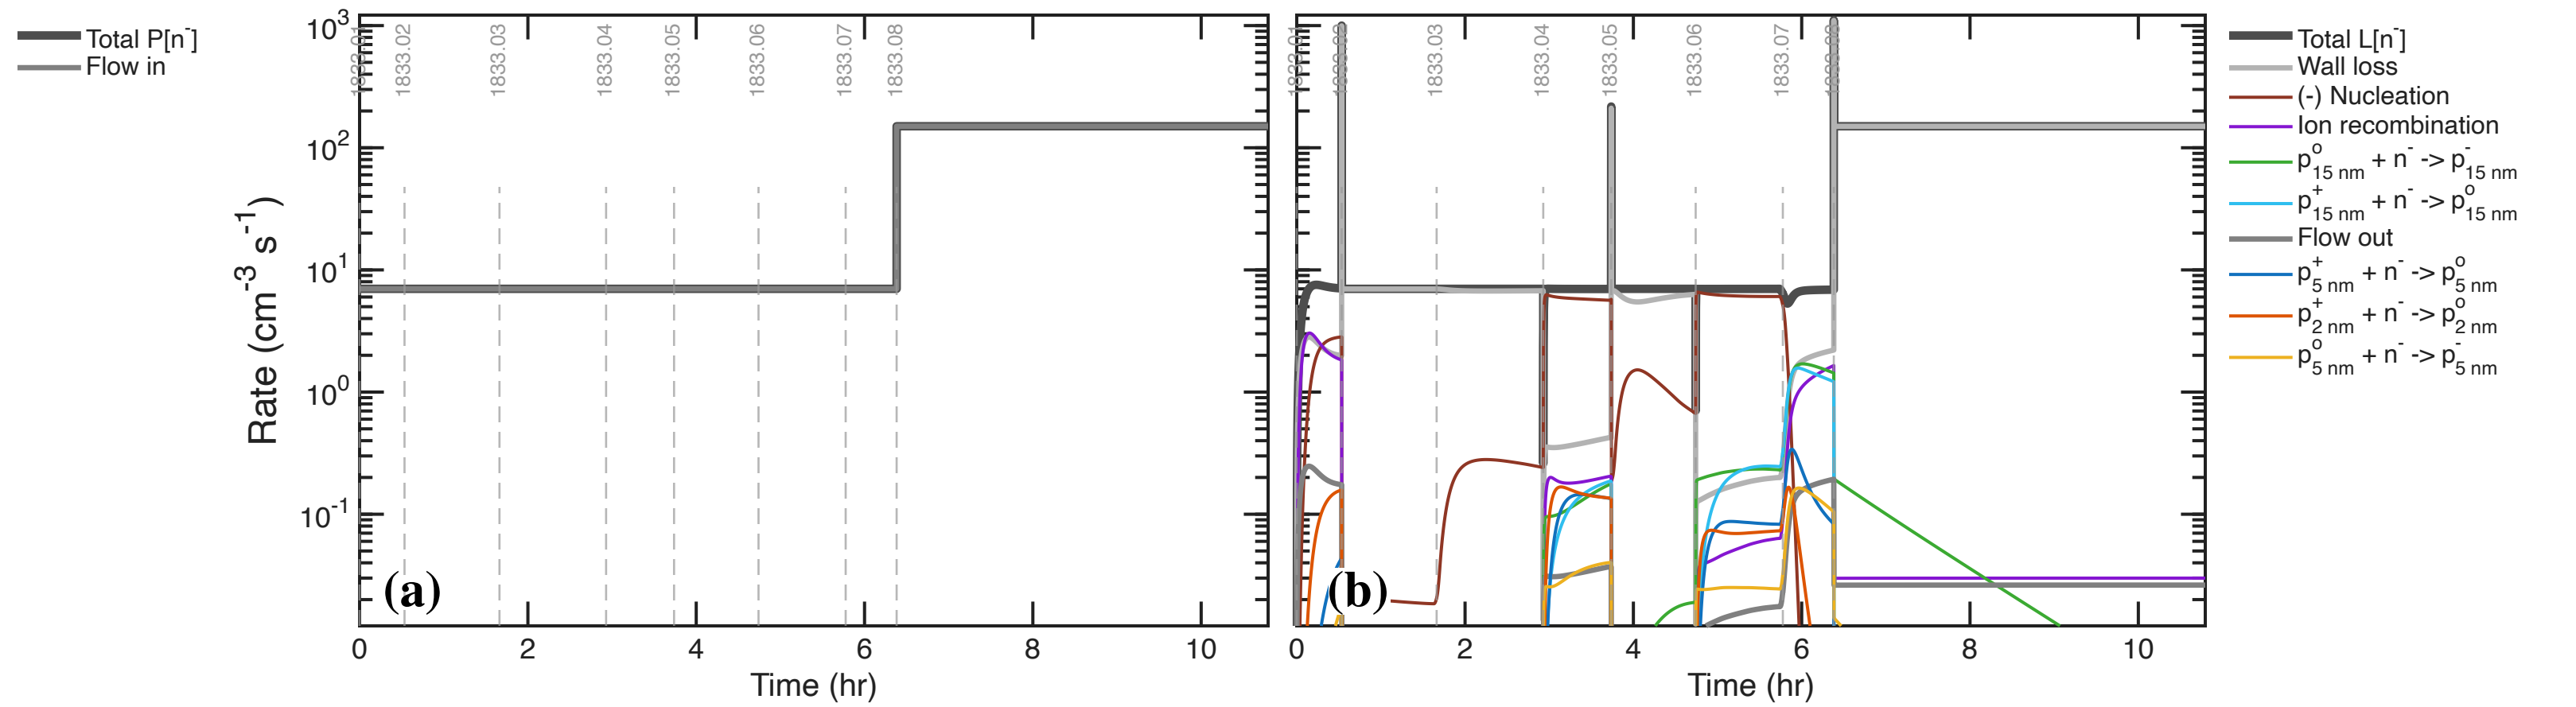 Total P[n⁻]
Flow in
Rate (cm⁻³ s⁻¹)
10³
10²
10¹
10⁰
10⁻¹
1833.02
1833.03
1833.04
1833.05
1833.06
1833.07
1833.08
(a)
0 2 4 6 8 10
Time (hr)
1833.03
1833.04
1833.05
1833.06
1833.07
(b)
0 2 4 6 8 10
Time (hr)
Total L[n⁻]
Wall loss
(-) Nucleation
Ion recombination
p°₁₅ ₙₘ + n⁻ -> p⁻₁₅ ₙₘ
p⁺₁₅ ₙₘ + n⁻ -> p°₁₅ ₙₘ
Flow out
p⁺₅ ₙₘ + n⁻ -> p°₅ ₙₘ
p⁺₂ ₙₘ + n⁻ -> p°₂ ₙₘ
p°₅ ₙₘ + n⁻ -> p⁻₅ ₙₘ